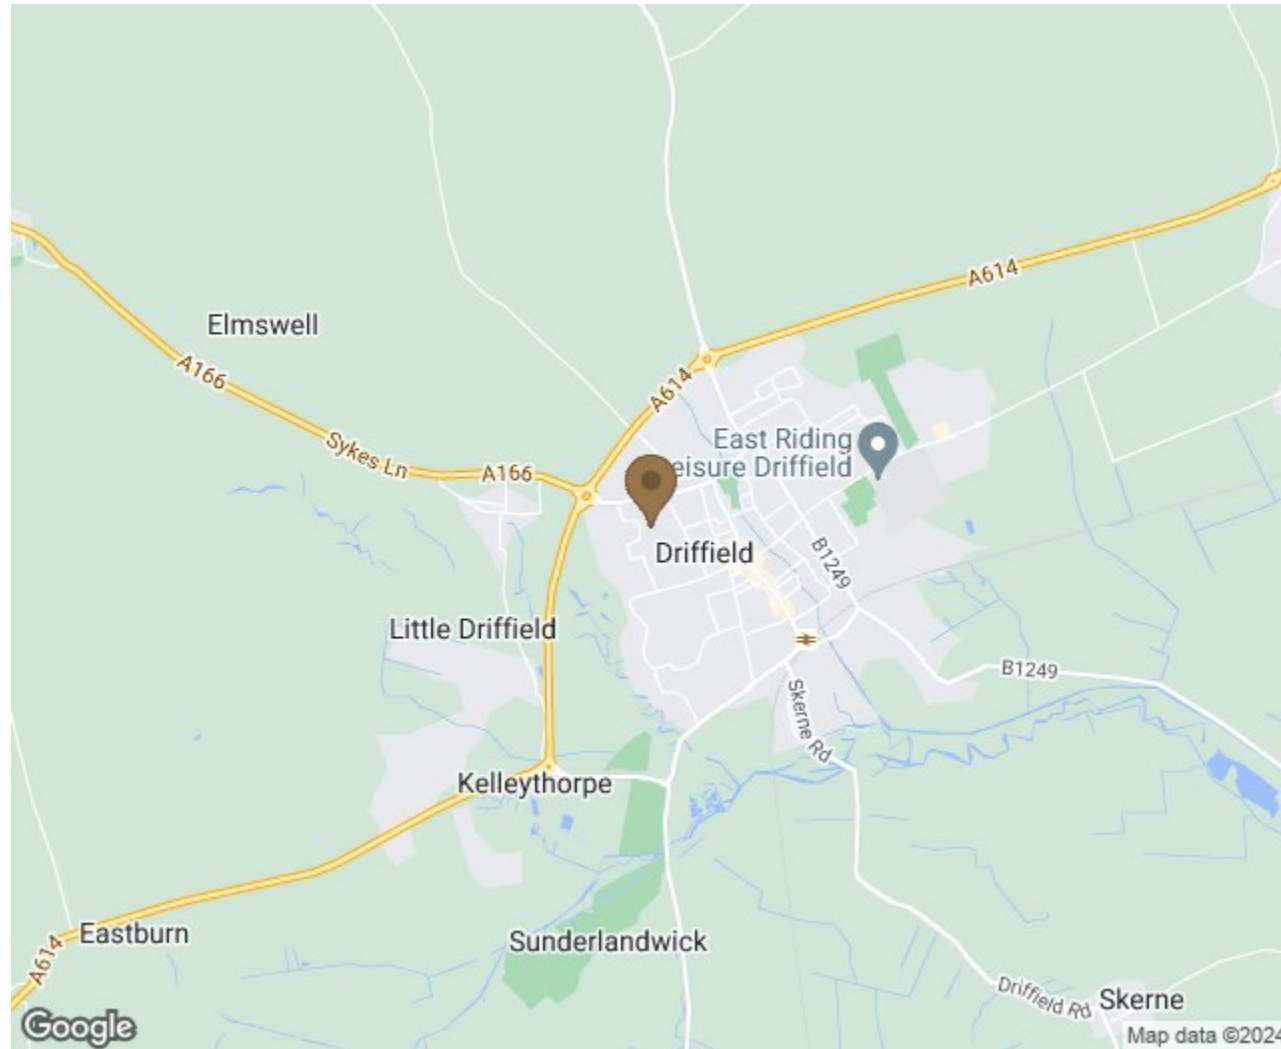 A614
Elmswell
A166
A614
Sykes Ln
A166
East Riding
eisure Driffield
Driffield
B1249
Little Driffield
B1249
Skerne Rd
Kelleythorpe
Eastburn
Sunderlandwick
A614
Driffield Rd
Skerne
Google
Map data ©2024